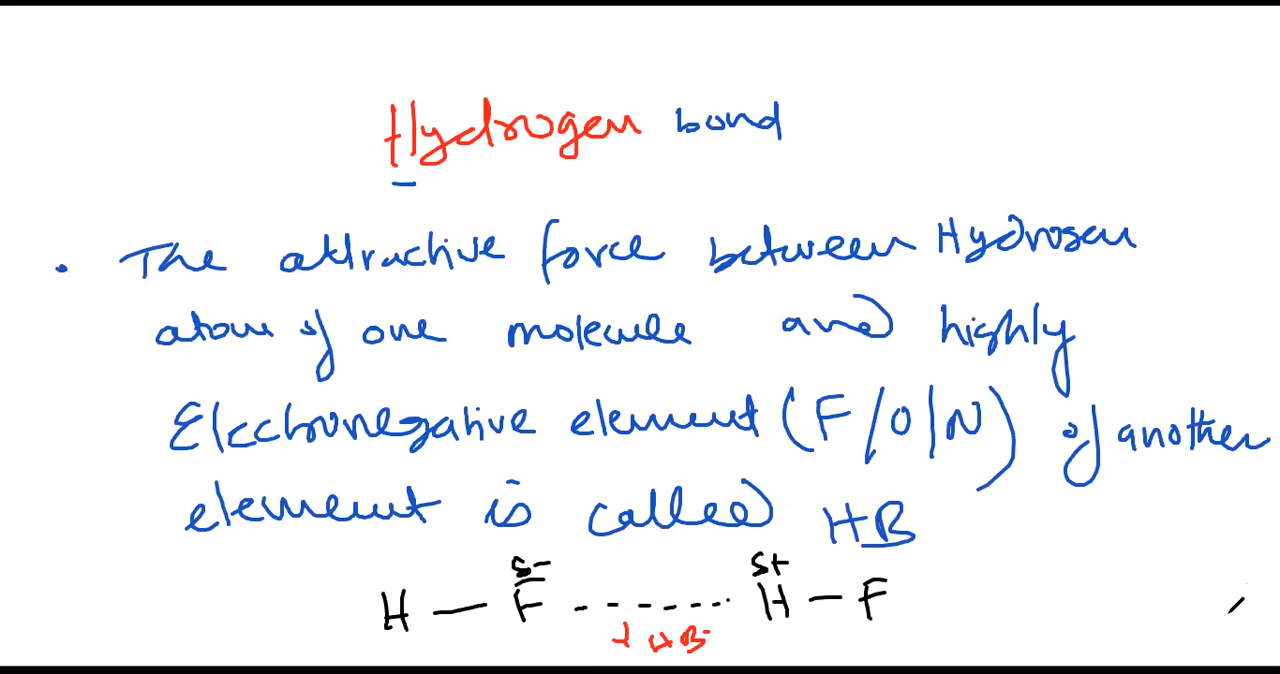 Hydrogen bond
. The attractive force between Hydrogen
atom of one molecule and highly
Electronegative element (F/O/N) of another
element is called HB
δ- δ+
H — F ------- H — F
↓ HB